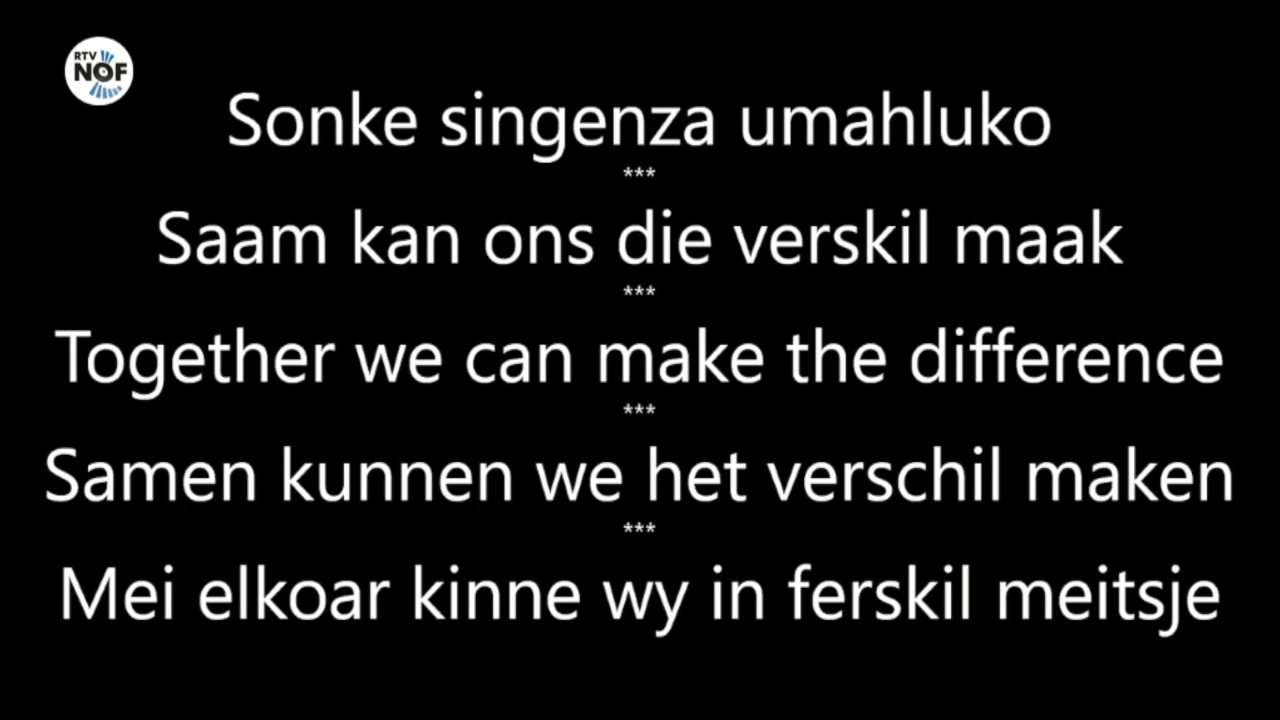 RTV
NOF
Sonke singenza umahluko
***
Saam kan ons die verskil maak
***
Together we can make the difference
***
Samen kunnen we het verschil maken
***
Mei elkoar kinne wy in ferskil meitsje